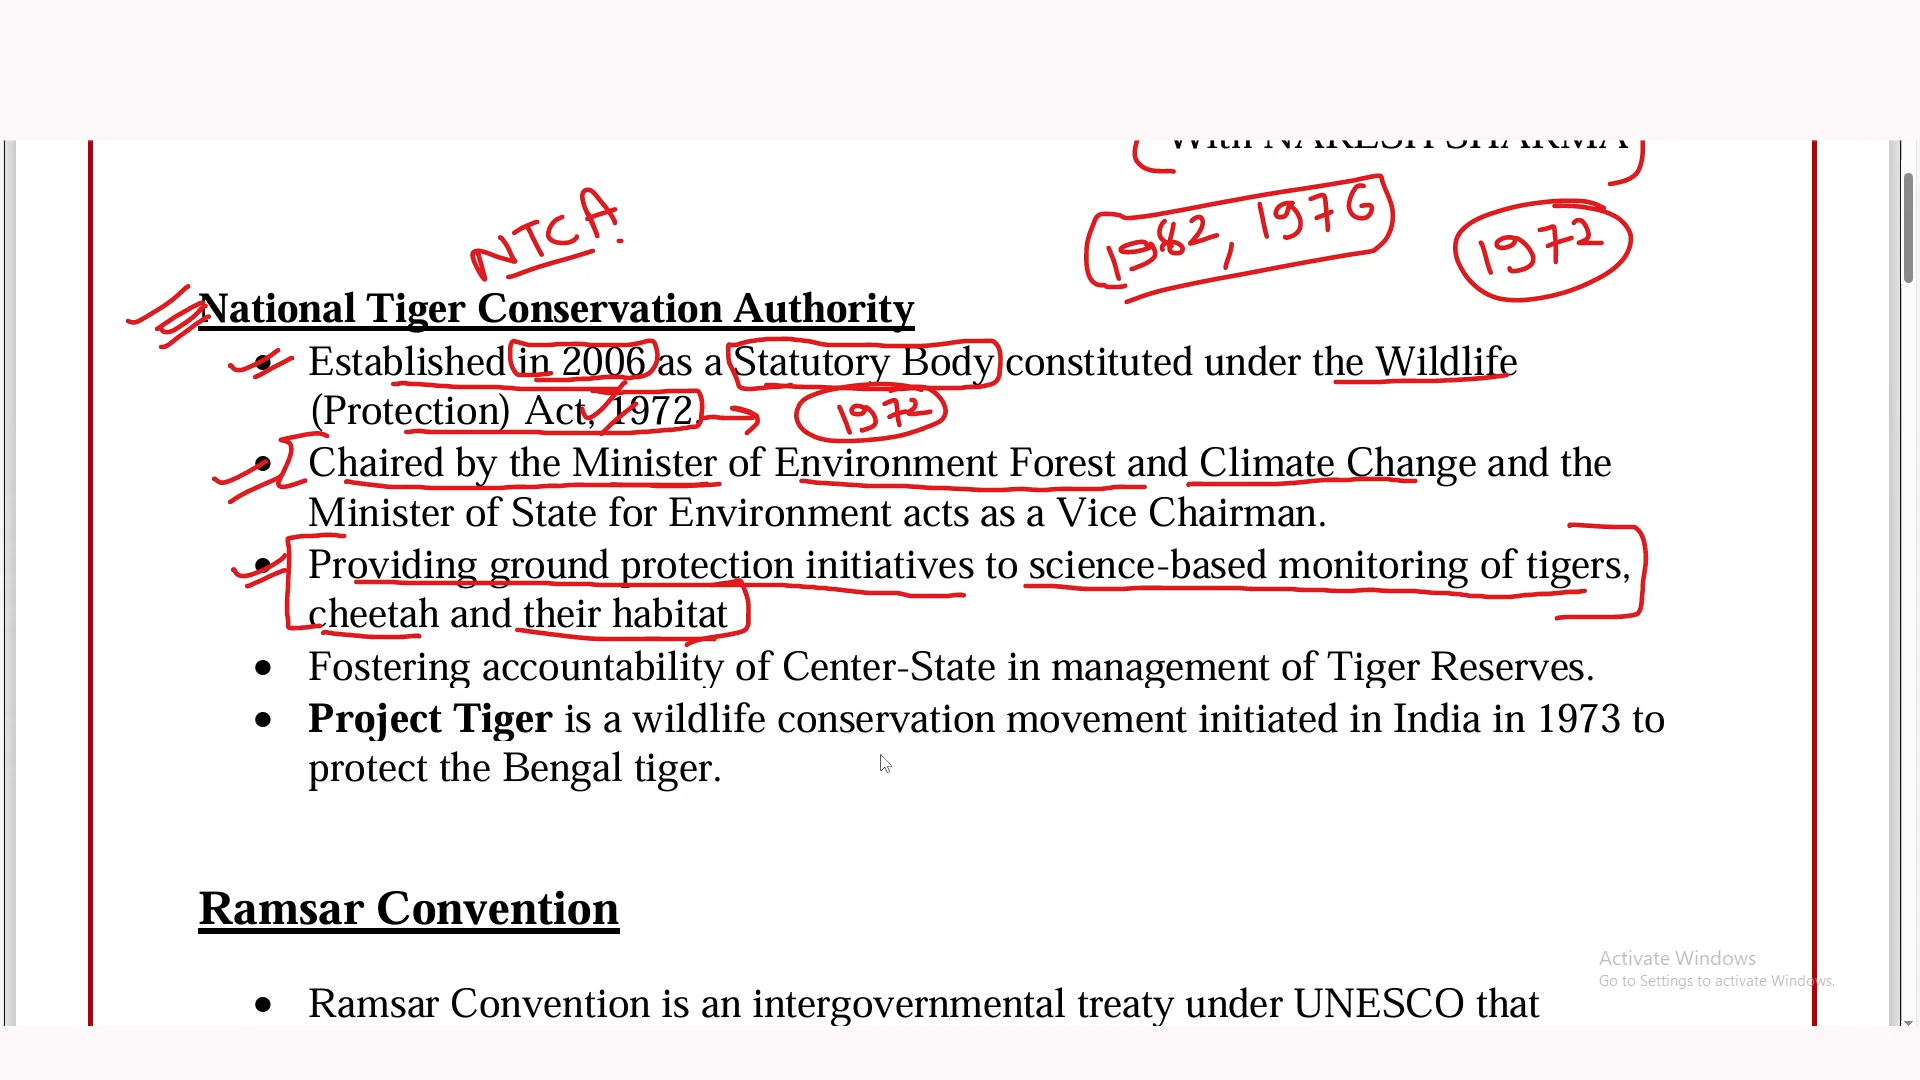 With NARESH SHARMA
NTCA
1982, 1976
1972
National Tiger Conservation Authority
• Established in 2006 as a Statutory Body constituted under the Wildlife
(Protection) Act, 1972.
1972
• Chaired by the Minister of Environment Forest and Climate Change and the
Minister of State for Environment acts as a Vice Chairman.
• Providing ground protection initiatives to science-based monitoring of tigers,
cheetah and their habitat
• Fostering accountability of Center-State in management of Tiger Reserves.
• Project Tiger is a wildlife conservation movement initiated in India in 1973 to
protect the Bengal tiger.
Ramsar Convention
• Ramsar Convention is an intergovernmental treaty under UNESCO that
Activate Windows
Go to Settings to activate Windows.